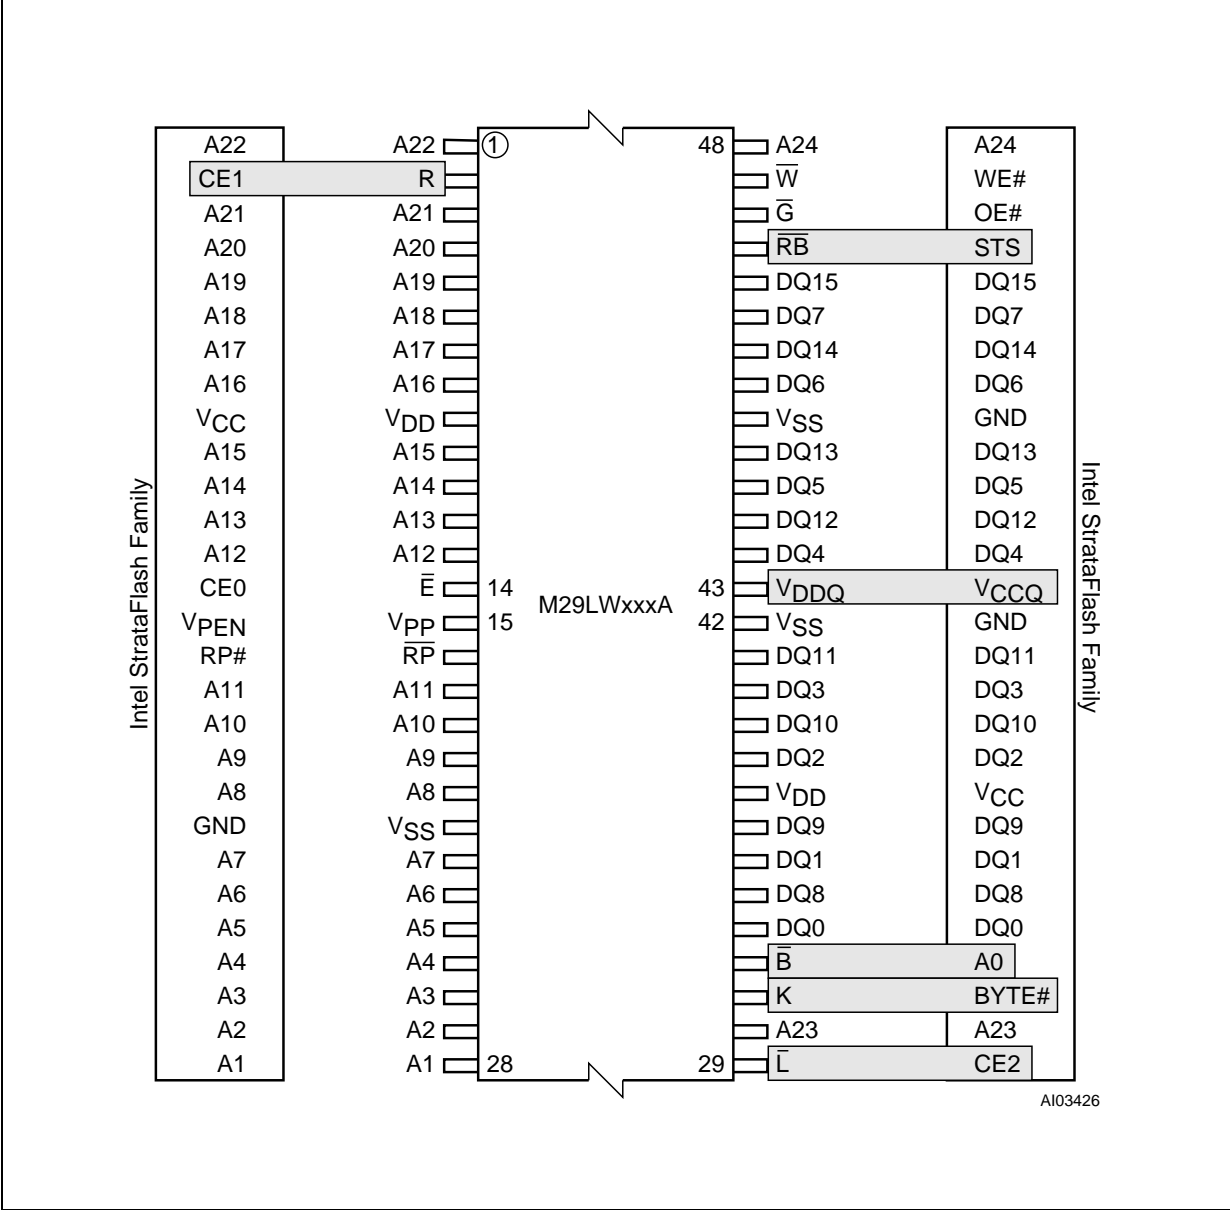 A22 A22 1 48 A24 A24
CE1 R W̅ WE#
A21 A21 G̅ OE#
A20 A20 R̅B̅ STS
A19 A19 DQ15 DQ15
A18 A18 DQ7 DQ7
A17 A17 DQ14 DQ14
A16 A16 DQ6 DQ6
VCC VDD VSS GND
A15 A15 DQ13 DQ13
A14 A14 DQ5 DQ5
A13 A13 DQ12 DQ12
A12 A12 DQ4 DQ4
CE0 E̅ 14 43 VDDQ VCCQ
M29LWxxxA
VPEN VPP 15 42 VSS GND
RP# R̅P̅ DQ11 DQ11
A11 A11 DQ3 DQ3
A10 A10 DQ10 DQ10
A9 A9 DQ2 DQ2
A8 A8 VDD VCC
GND VSS DQ9 DQ9
A7 A7 DQ1 DQ1
A6 A6 DQ8 DQ8
A5 A5 DQ0 DQ0
A4 A4 B̅ A0
A3 A3 K BYTE#
A2 A2 A23 A23
A1 A1 28 29 L̅ CE2
Intel StrataFlash Family
Intel StrataFlash Family
AI03426